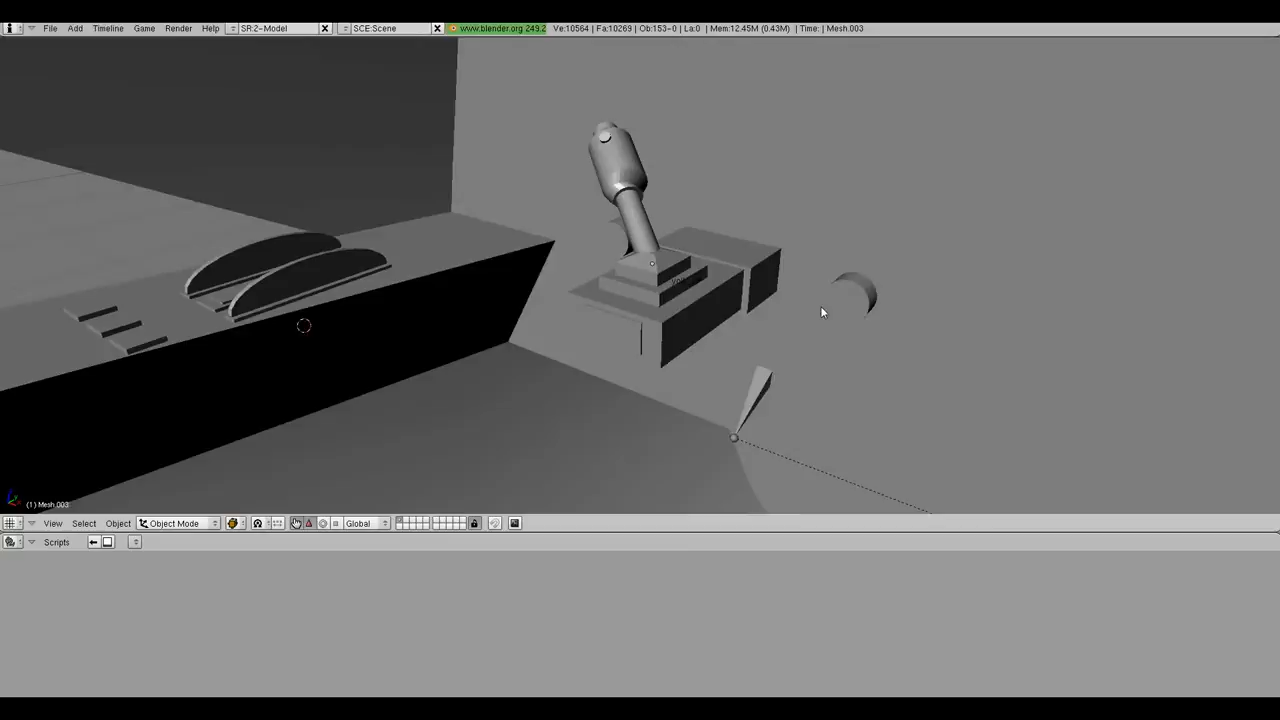 File Add Timeline Game Render Help SR:2-Model SCE:Scene www.blender.org 249.2 Ve:10564 | Fa:10269 | Ob:153-0 | La:0 | Mem:12.45M (0.43M) | Time: | Mesh.003
(1) Mesh.003
View Select Object Object Mode Global
Scripts